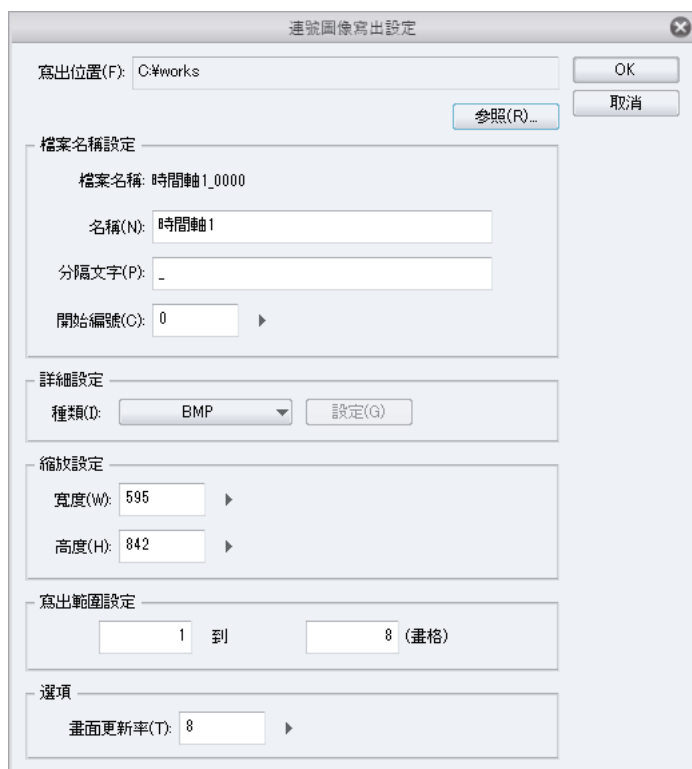 連號圖像寫出設定
寫出位置(F): C:¥works
OK
取消
參照(R)...
檔案名稱設定
檔案名稱: 時間軸1_0000
名稱(N): 時間軸1
分隔文字(P): _
開始編號(C): 0
詳細設定
種類(I): BMP 設定(G)
縮放設定
寬度(W): 595
高度(H): 842
寫出範圍設定
1 到 8 (畫格)
選項
畫面更新率(T): 8